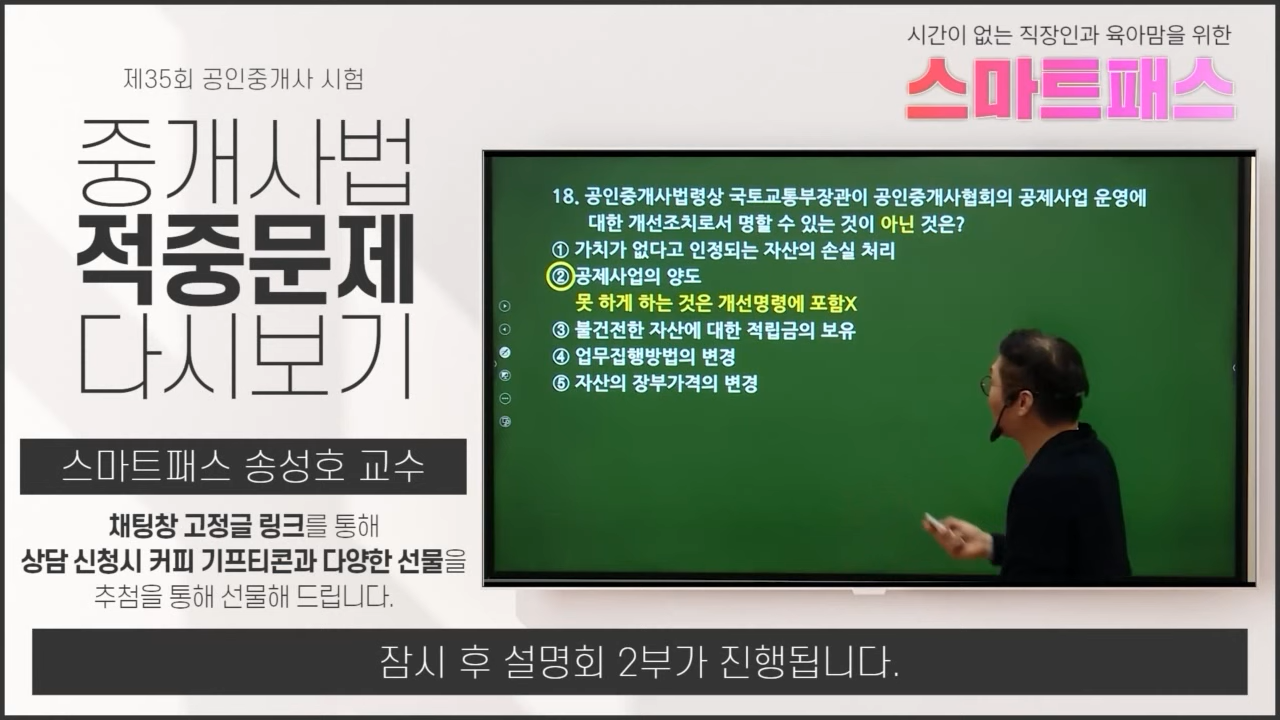 시간이 없는 직장인과 육아맘을 위한
스마트패스
제35회 공인중개사 시험
중개사법
적중문제
다시보기
스마트패스 송성호 교수
채팅창 고정글 링크를 통해
상담 신청시 커피 기프티콘과 다양한 선물을
추첨을 통해 선물해 드립니다.
18. 공인중개사법령상 국토교통부장관이 공인중개사협회의 공제사업 운영에
대한 개선조치로서 명할 수 있는 것이 아닌 것은?
① 가치가 없다고 인정되는 자산의 손실 처리
② 공제사업의 양도
못 하게 하는 것은 개선명령에 포함X
③ 불건전한 자산에 대한 적립금의 보유
④ 업무집행방법의 변경
⑤ 자산의 장부가격의 변경
잠시 후 설명회 2부가 진행됩니다.